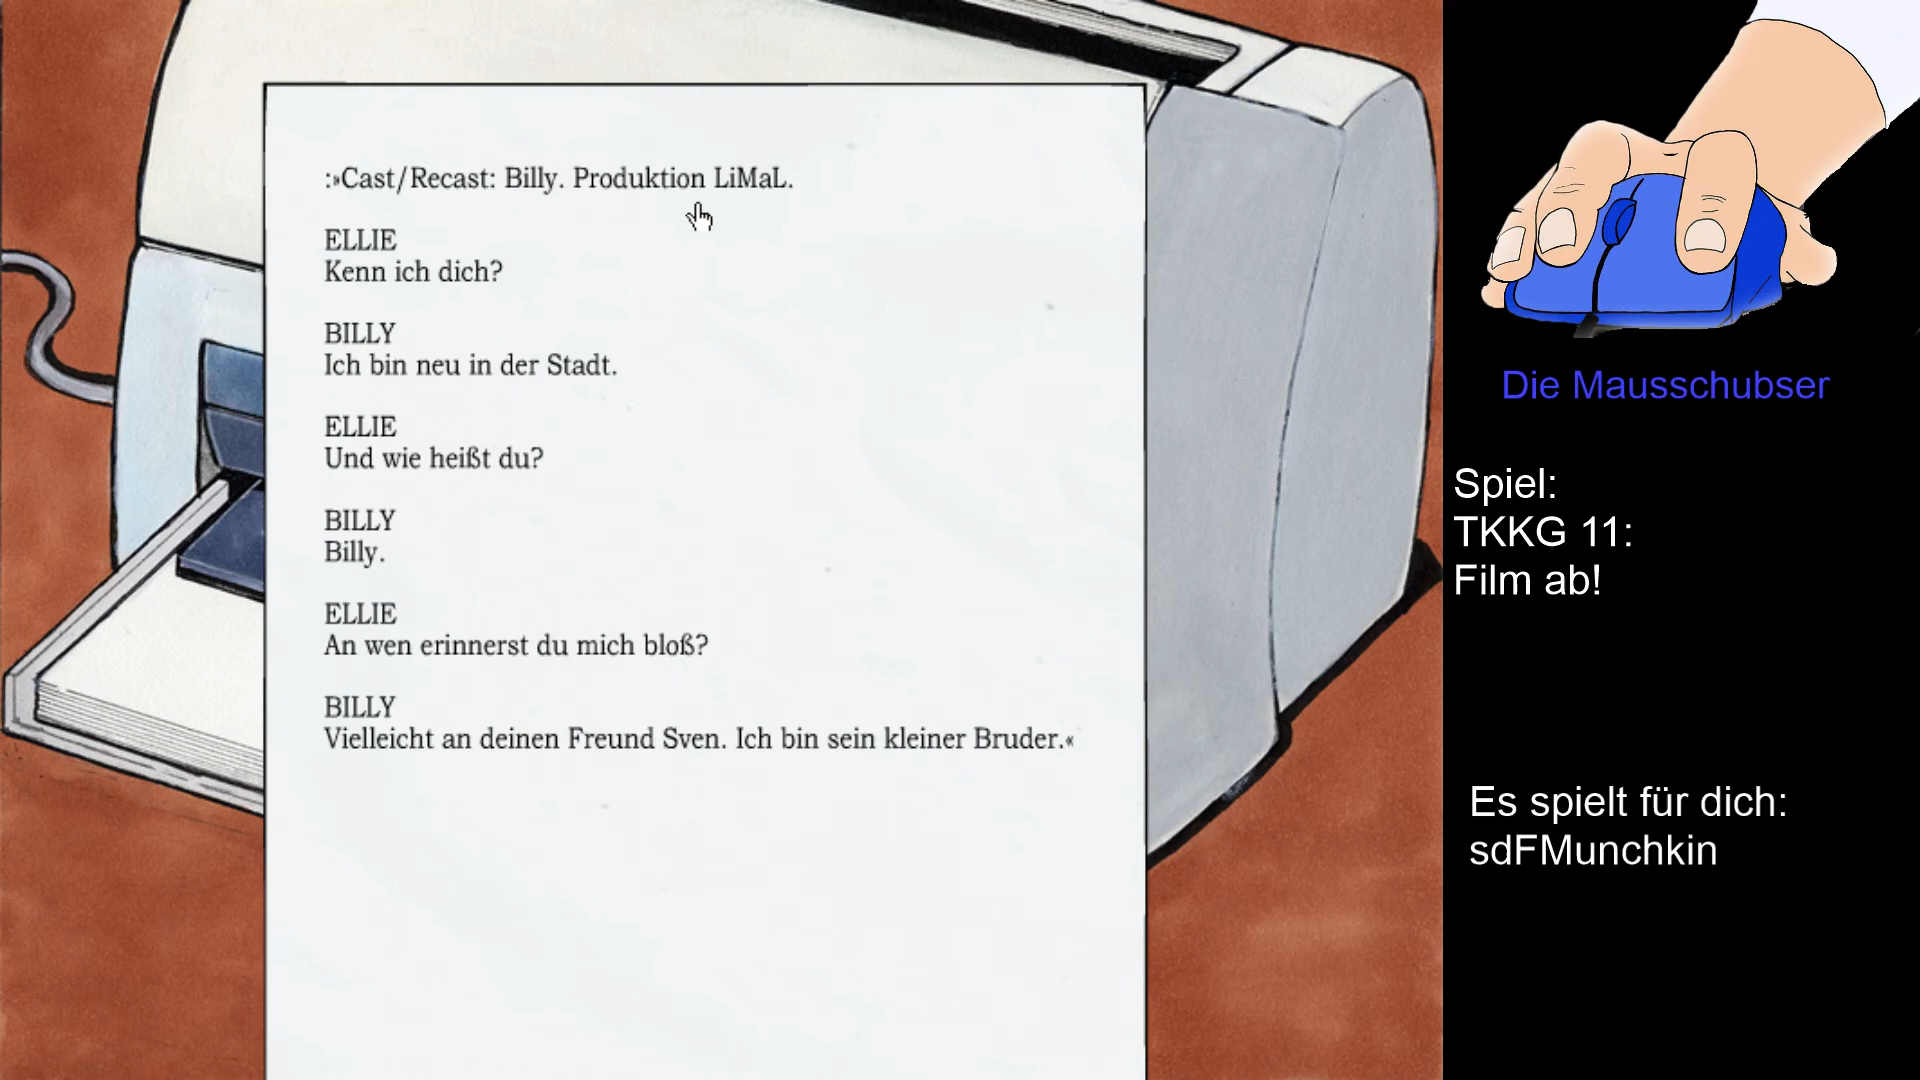 :»Cast/Recast: Billy. Produktion LiMaL.
ELLIE
Kenn ich dich?
BILLY
Ich bin neu in der Stadt.
ELLIE
Und wie heißt du?
BILLY
Billy.
ELLIE
An wen erinnerst du mich bloß?
BILLY
Vielleicht an deinen Freund Sven. Ich bin sein kleiner Bruder.«
Die Mausschubser
Spiel:
TKKG 11:
Film ab!
Es spielt für dich:
sdFMunchkin